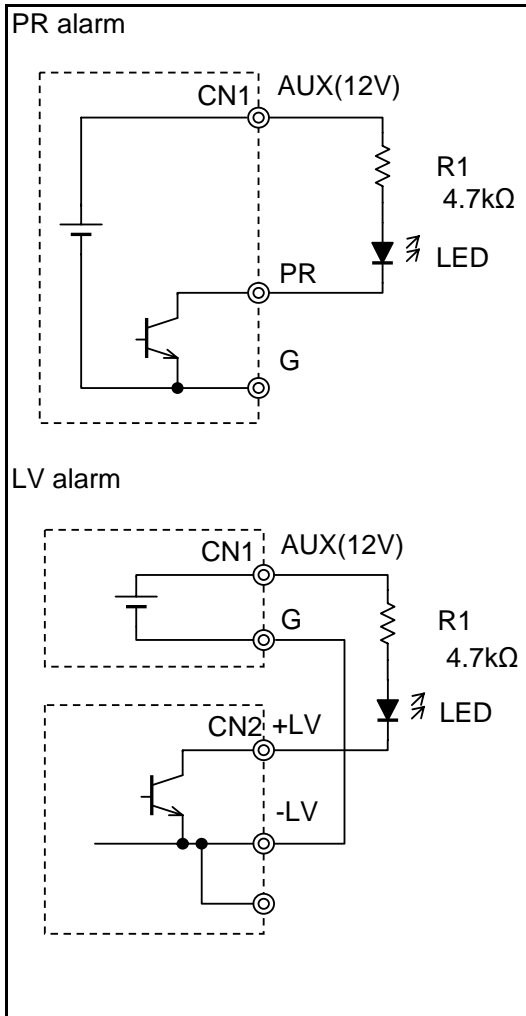 PR alarm
CN1 AUX(12V)
R1
4.7kΩ
LED
PR
G
LV alarm
CN1 AUX(12V)
G
R1
4.7kΩ
LED
CN2 +LV
-LV